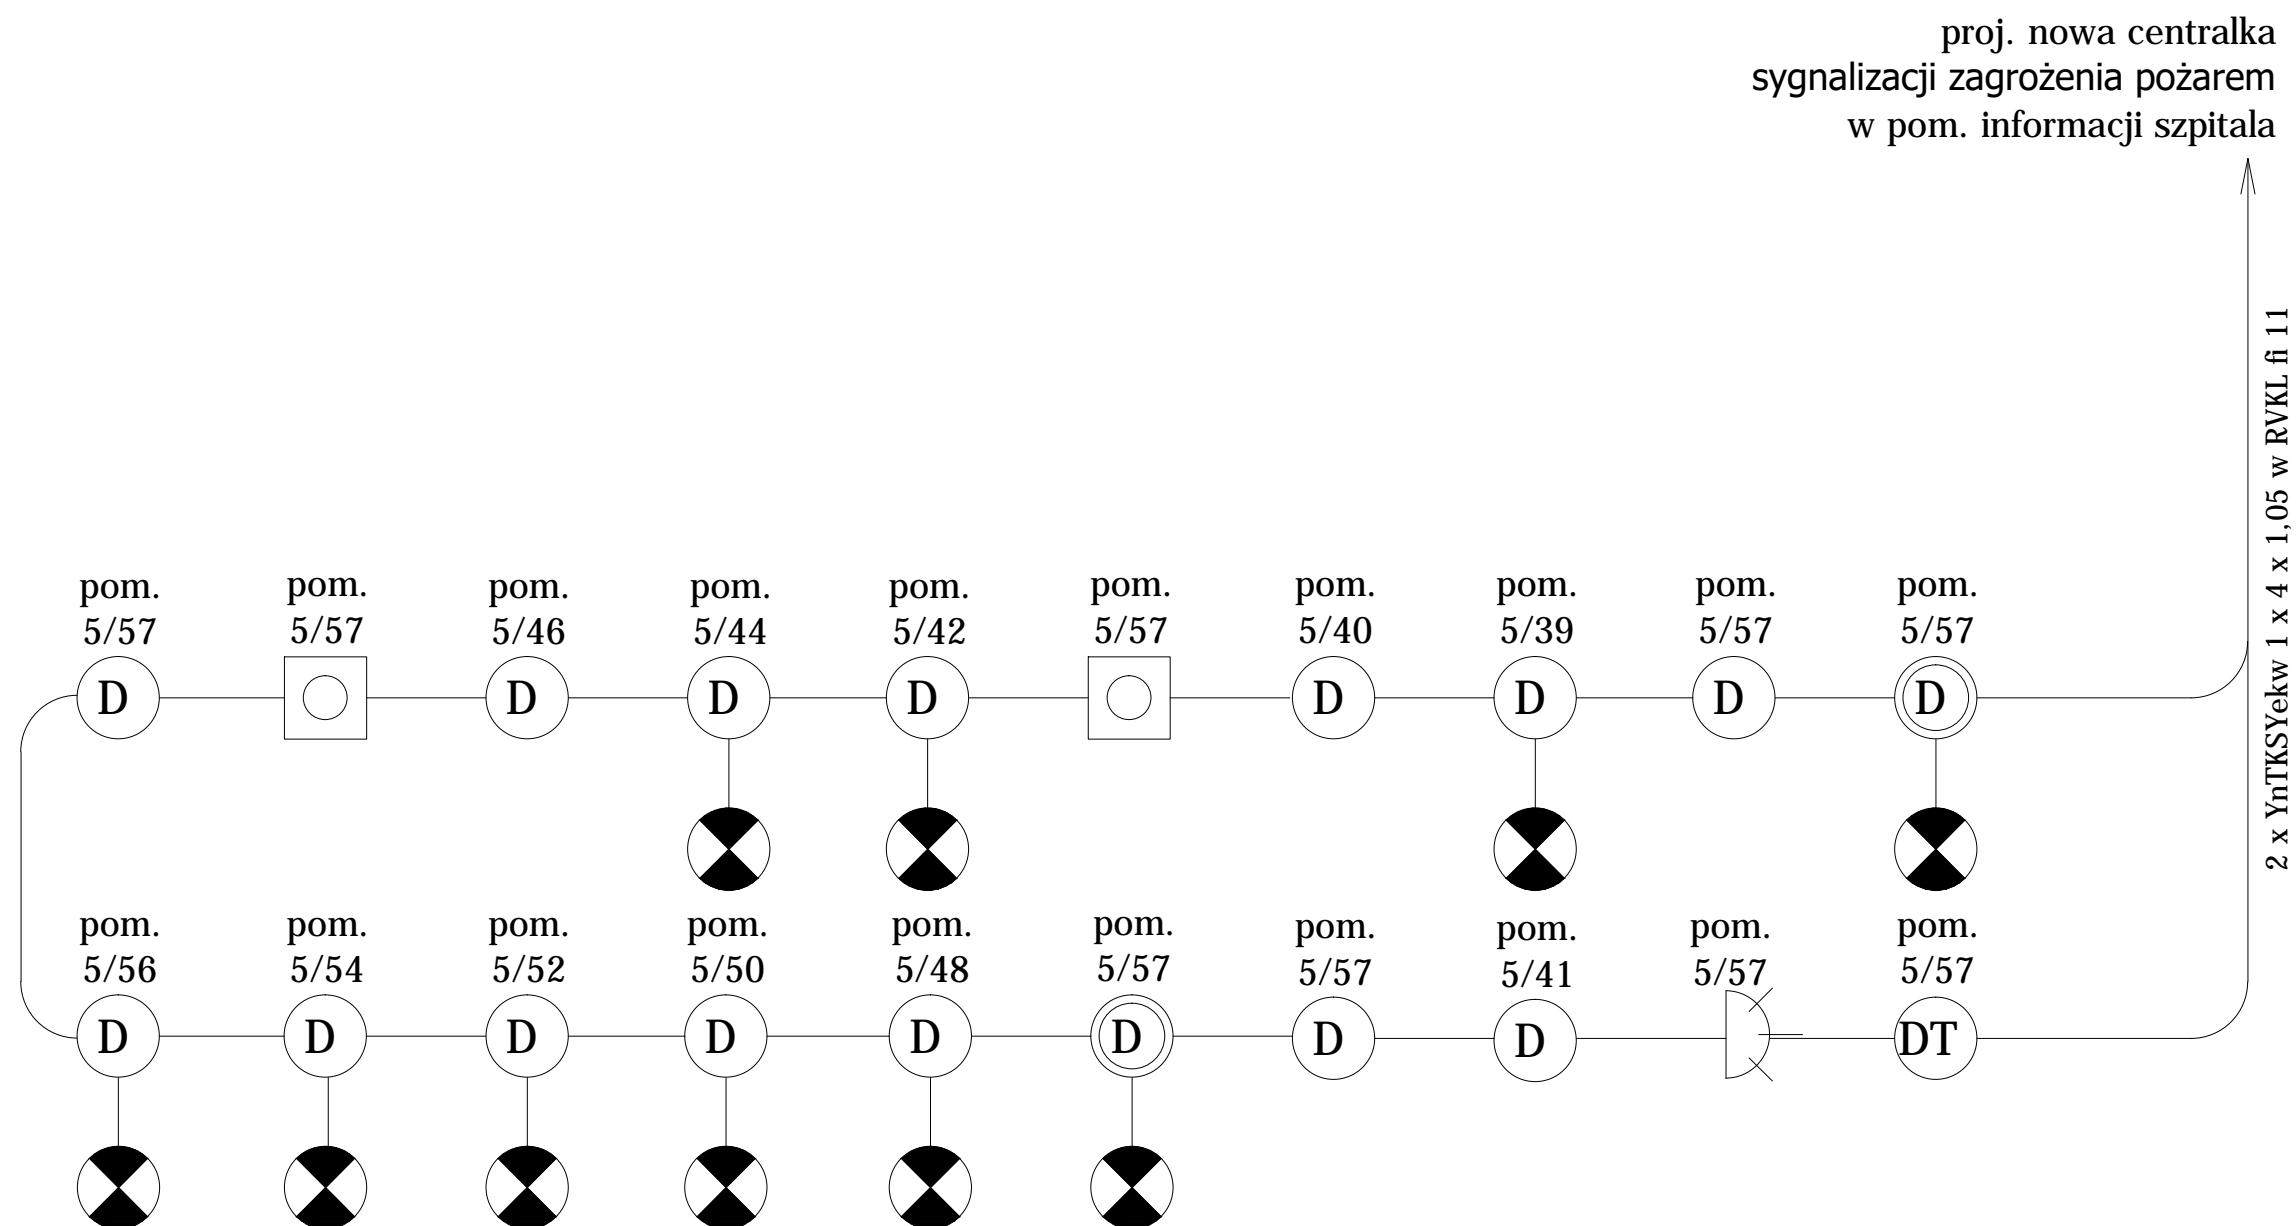 proj. nowa centralka
sygnalizacji zagrożenia pożarem
w pom. informacji szpitala
2 x YnTKSYekw 1 x 4 x 1,05 w RVKL fi 11
pom. pom. pom. pom. pom. pom. pom. pom. pom. pom.
5/57 5/57 5/46 5/44 5/42 5/57 5/40 5/39 5/57 5/57
D D D D D D D D
pom. pom. pom. pom. pom. pom. pom. pom. pom. pom.
5/56 5/54 5/52 5/50 5/48 5/57 5/57 5/41 5/57 5/57
D D D D D D D D DT